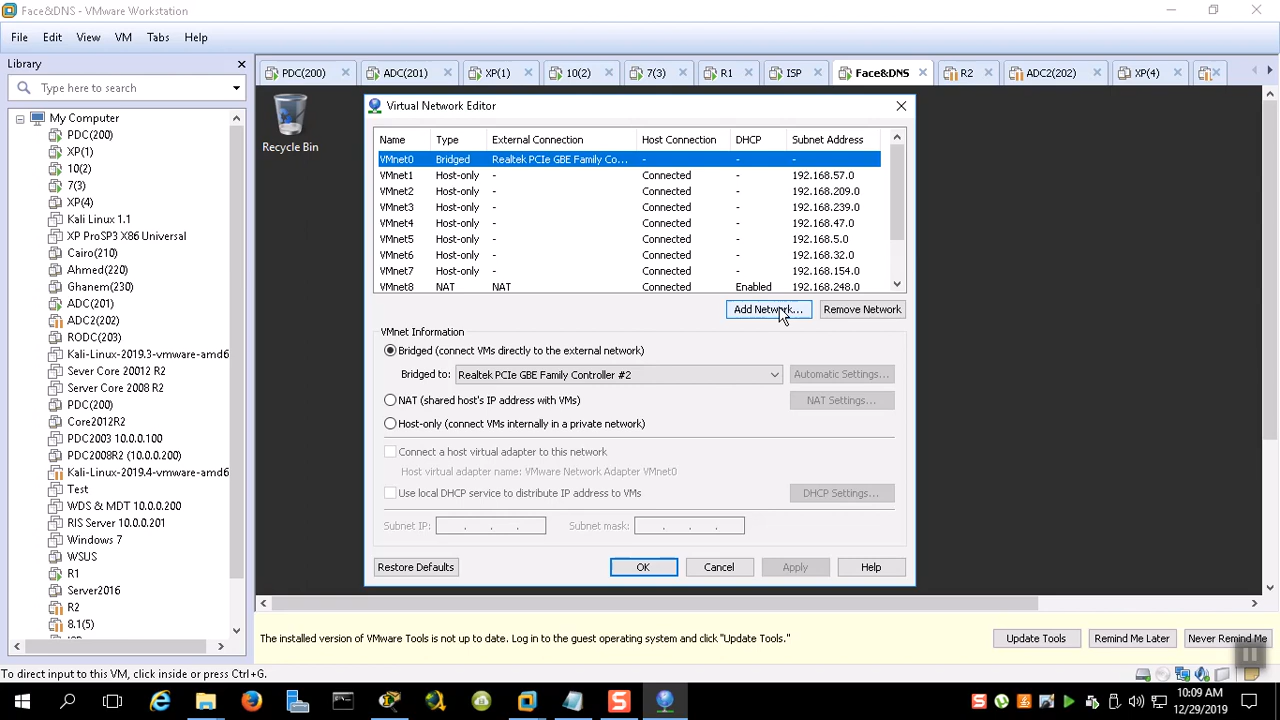 Face&DNS - VMware Workstation
File Edit View VM Tabs Help
Library
Type here to search
My Computer
PDC(200)
XP(1)
10(2)
7(3)
XP(4)
Kali Linux 1.1
XP ProSP3 X86 Universal
Cairo(210)
Ahmed(220)
Ghanem(230)
ADC(201)
ADC2(202)
RODC(203)
Kali-Linux-2019.3-vmware-amd6
Sever Core 20012 R2
Server Core 2008 R2
PDC(200)
Core2012R2
PDC2003 10.0.0.100
PDC2008R2 (10.0.0.200)
Kali-Linux-2019.4-vmware-amd6
Test
WDS & MDT 10.0.0.200
RIS Server 10.0.0.201
Windows 7
WSUS
R1
Server2016
R2
8.1(5)
PDC(200) ADC(201) XP(1) 10(2) 7(3) R1 ISP Face&DNS R2 ADC2(202) XP(4)
Recycle Bin
Virtual Network Editor
Name Type External Connection Host Connection DHCP Subnet Address
VMnet0 Bridged Realtek PCIe GBE Family Co... - - -
VMnet1 Host-only - Connected - 192.168.57.0
VMnet2 Host-only - Connected - 192.168.209.0
VMnet3 Host-only - Connected - 192.168.239.0
VMnet4 Host-only - Connected - 192.168.47.0
VMnet5 Host-only - Connected - 192.168.5.0
VMnet6 Host-only - Connected - 192.168.32.0
VMnet7 Host-only - Connected - 192.168.154.0
VMnet8 NAT NAT Connected Enabled 192.168.248.0
Add Network... Remove Network
VMnet Information
Bridged (connect VMs directly to the external network)
Bridged to: Realtek PCIe GBE Family Controller #2 Automatic Settings...
NAT (shared host's IP address with VMs) NAT Settings...
Host-only (connect VMs internally in a private network)
Connect a host virtual adapter to this network
Host virtual adapter name: VMware Network Adapter VMnet0
Use local DHCP service to distribute IP address to VMs DHCP Settings...
Subnet IP: . . . Subnet mask: . . .
Restore Defaults OK Cancel Apply Help
The installed version of VMware Tools is not up to date. Log in to the guest operating system and click "Update Tools."
Update Tools Remind Me Later Never Remind Me
To direct input to this VM, click inside or press Ctrl+G.
10:09 AM
12/29/2019